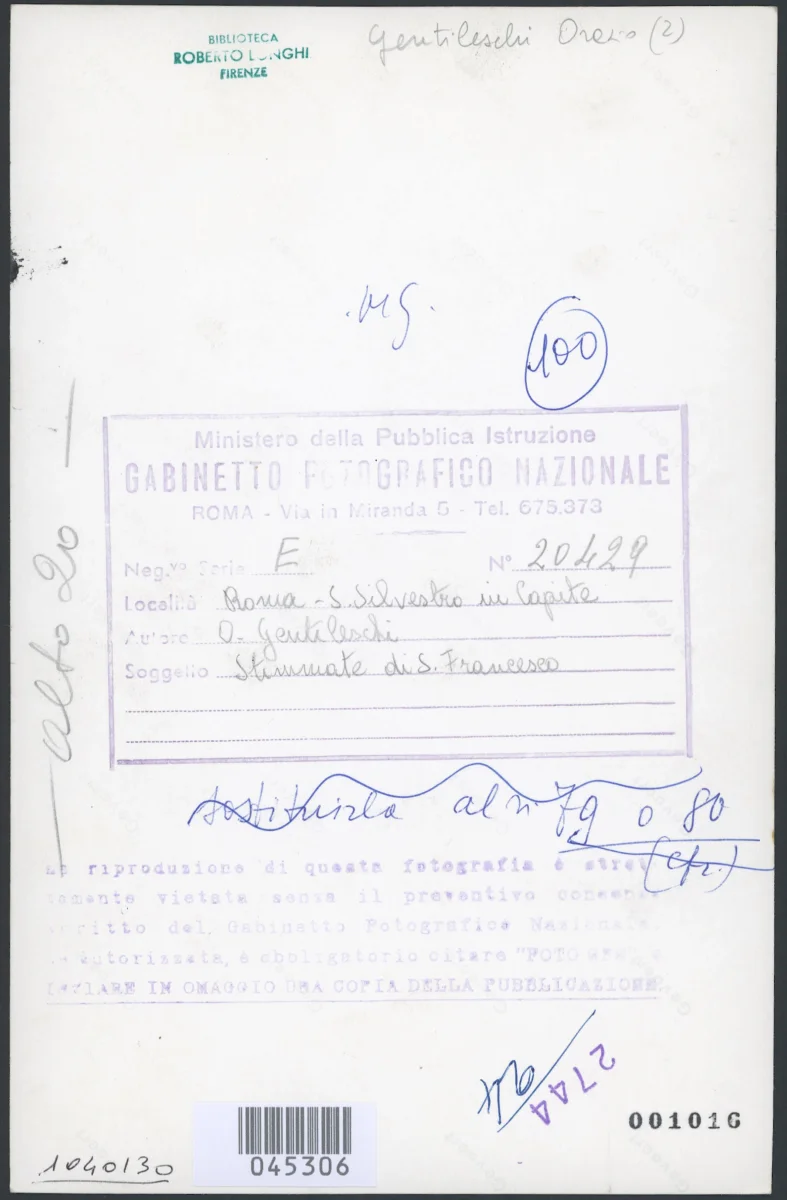 BIBLIOTECA
ROBERTO LONGHI
FIRENZE
Gentileschi Orazio (2)
. MG .
100
Ministero della Pubblica Istruzione
GABINETTO FOTOGRAFICO NAZIONALE
ROMA - Via in Miranda 5 - Tel. 675.373
Neg.vo Serie E N° 20429
Località Roma - S. Silvestro in Capite
Autore O. Gentileschi
Soggetto Stimmate di S. Francesco
alto 20
sostituirla al n 79 o 80
(cfr.)
La riproduzione di questa fotografia è stret
tamente vietata senza il preventivo consenso
scritto del Gabinetto Fotografico Nazionale.
Se autorizzata, è obbligatorio citare "FOTO
INVIARE IN OMAGGIO UNA COPIA DELLA PUBBLICAZIONE.
2744
001016
045306
1040130